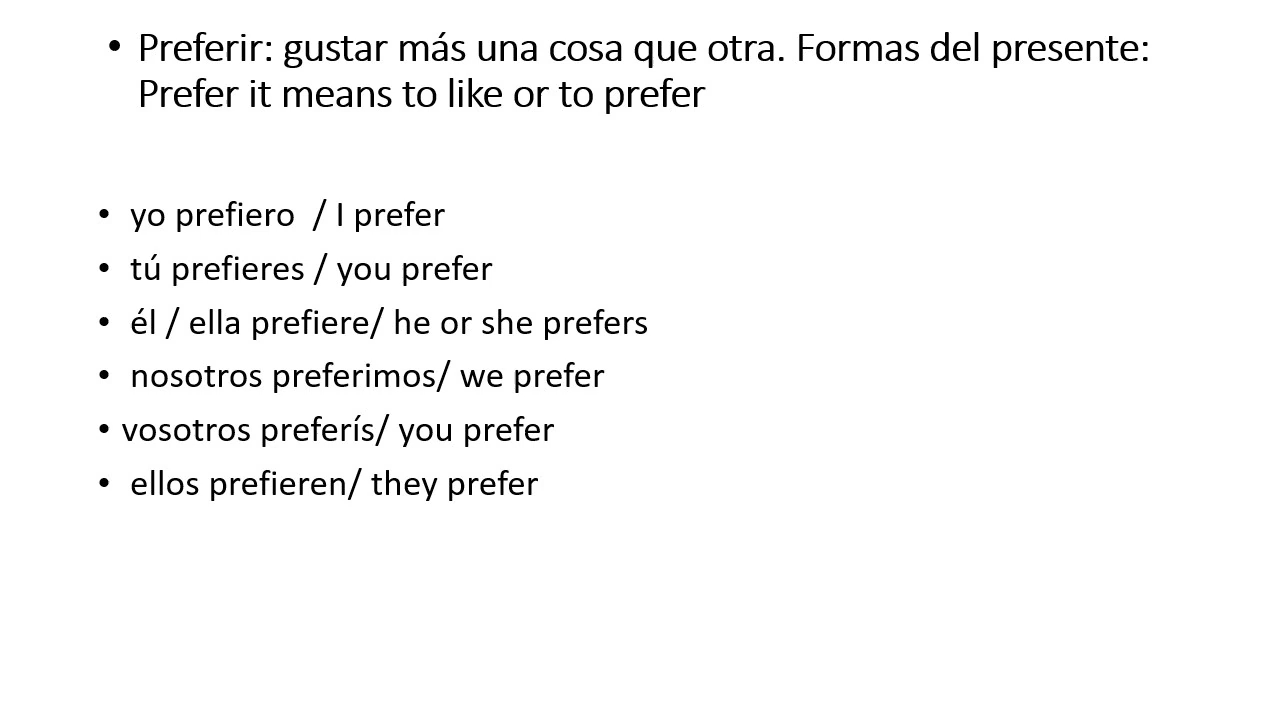 • Preferir: gustar más una cosa que otra. Formas del presente:
Prefer it means to like or to prefer
• yo prefiero / I prefer
• tú prefieres / you prefer
• él / ella prefiere/ he or she prefers
• nosotros preferimos/ we prefer
• vosotros preferís/ you prefer
• ellos prefieren/ they prefer